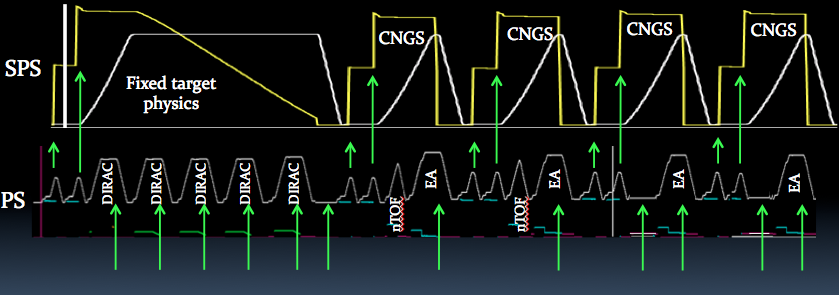 SPS
Fixed target
physics
CNGS
CNGS
CNGS
CNGS
PS
DIRAC
DIRAC
DIRAC
DIRAC
DIRAC
nTOF
EA
nTOF
EA
EA
EA